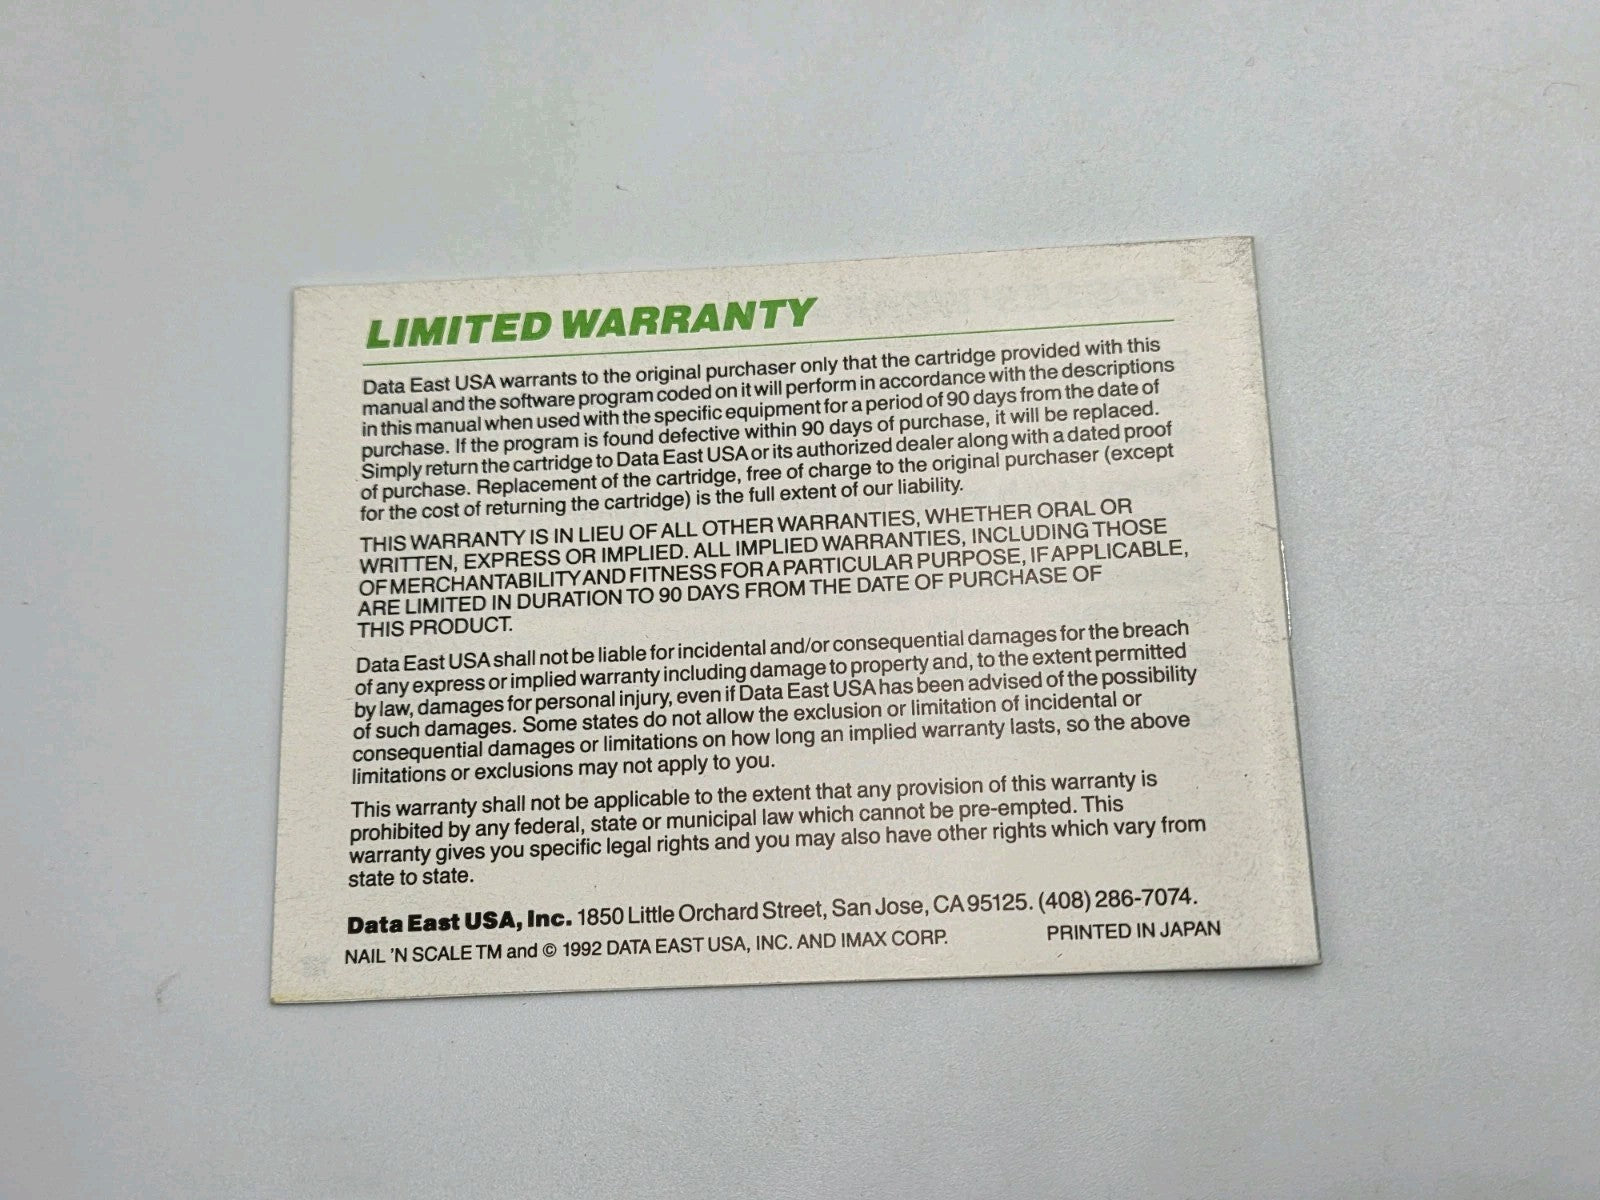 LIMITED WARRANTY
Data East USA warrants to the original purchaser only that the cartridge provided with this
manual and the software program coded on it will perform in accordance with the descriptions
in this manual when used with the specific equipment for a period of 90 days from the date of
purchase. If the program is found defective within 90 days of purchase, it will be replaced.
Simply return the cartridge to Data East USA or its authorized dealer along with a dated proof
of purchase. Replacement of the cartridge, free of charge to the original purchaser (except
for the cost of returning the cartridge) is the full extent of our liability.
THIS WARRANTY IS IN LIEU OF ALL OTHER WARRANTIES, WHETHER ORAL OR
WRITTEN, EXPRESS OR IMPLIED. ALL IMPLIED WARRANTIES, INCLUDING THOSE
OF MERCHANTABILITY AND FITNESS FOR A PARTICULAR PURPOSE, IF APPLICABLE,
ARE LIMITED IN DURATION TO 90 DAYS FROM THE DATE OF PURCHASE OF
THIS PRODUCT.
Data East USA shall not be liable for incidental and/or consequential damages for the breach
of any express or implied warranty including damage to property and, to the extent permitted
by law, damages for personal injury, even if Data East USA has been advised of the possibility
of such damages. Some states do not allow the exclusion or limitation of incidental or
consequential damages or limitations on how long an implied warranty lasts, so the above
limitations or exclusions may not apply to you.
This warranty shall not be applicable to the extent that any provision of this warranty is
prohibited by any federal, state or municipal law which cannot be pre-empted. This
warranty gives you specific legal rights and you may also have other rights which vary from
state to state.
Data East USA, Inc. 1850 Little Orchard Street, San Jose, CA 95125. (408) 286-7074.
NAIL 'N SCALE TM and © 1992 DATA EAST USA, INC. AND IMAX CORP. PRINTED IN JAPAN